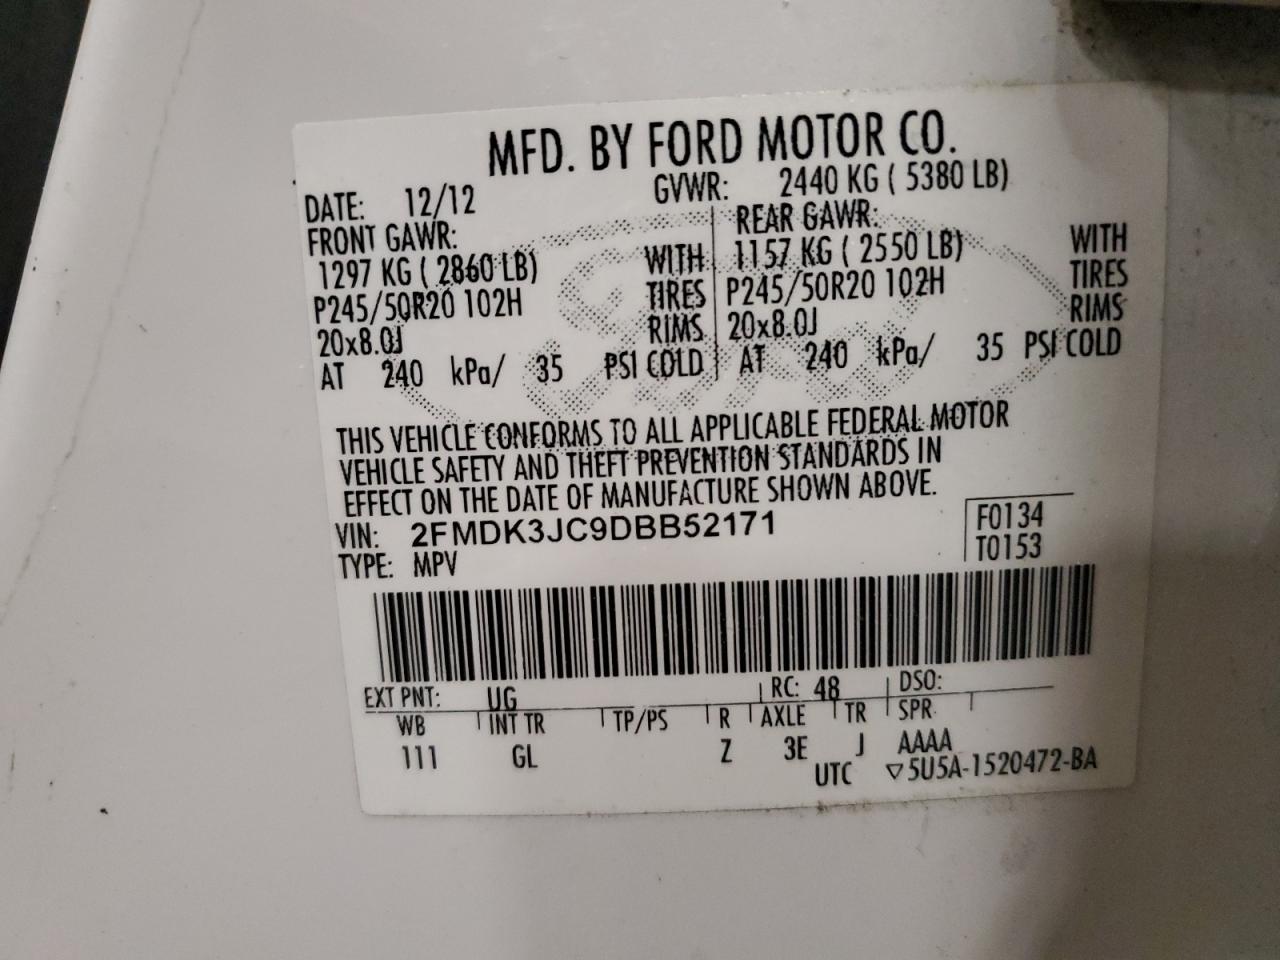 MFD. BY FORD MOTOR CO.
DATE: 12/12 GVWR: 2440 KG ( 5380 LB)
FRONT GAWR: REAR GAWR:
1297 KG ( 2860 LB) WITH 1157 KG ( 2550 LB) WITH
P245/50R20 102H TIRES P245/50R20 102H TIRES
20x8.0J RIMS 20x8.0J RIMS
AT 240 kPa/ 35 PSI COLD AT 240 kPa/ 35 PSI COLD
THIS VEHICLE CONFORMS TO ALL APPLICABLE FEDERAL MOTOR
VEHICLE SAFETY AND THEFT PREVENTION STANDARDS IN
EFFECT ON THE DATE OF MANUFACTURE SHOWN ABOVE.
VIN: 2FMDK3JC9DBB52171 F0134
TYPE: MPV T0153
EXT PNT: UG RC: 48 DSO:
WB INT TR TP/PS R AXLE TR SPR
111 GL Z 3E J AAAA
UTC ▽5U5A-1520472-BA